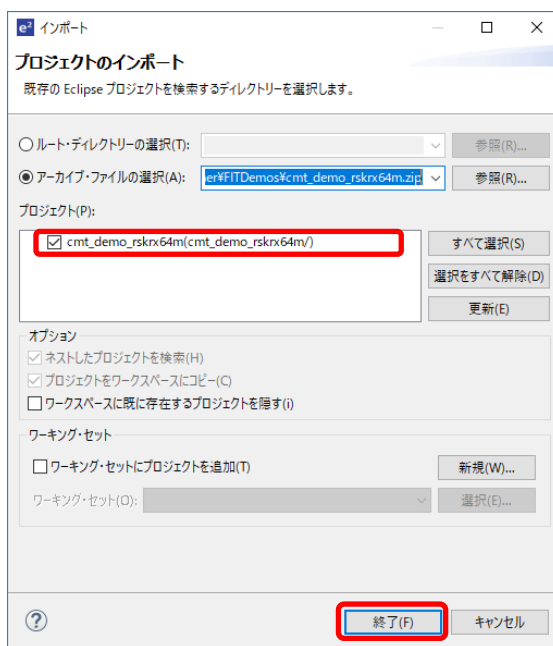 e² インポート
プロジェクトのインポート
既存の Eclipse プロジェクトを検索するディレクトリーを選択します。
ルート・ディレクトリーの選択(T): 参照(R)...
アーカイブ・ファイルの選択(A): er¥FITDemos¥cmt_demo_rskrx64m.zip 参照(R)...
プロジェクト(P):
cmt_demo_rskrx64m(cmt_demo_rskrx64m/) すべて選択(S)
選択をすべて解除(D)
更新(E)
オプション
ネストしたプロジェクトを検索(H)
プロジェクトをワークスペースにコピー(C)
ワークスペースに既に存在するプロジェクトを隠す(i)
ワーキング・セット
ワーキング・セットにプロジェクトを追加(T) 新規(W)...
ワーキング・セット(O): 選択(E)...
? 終了(F) キャンセル